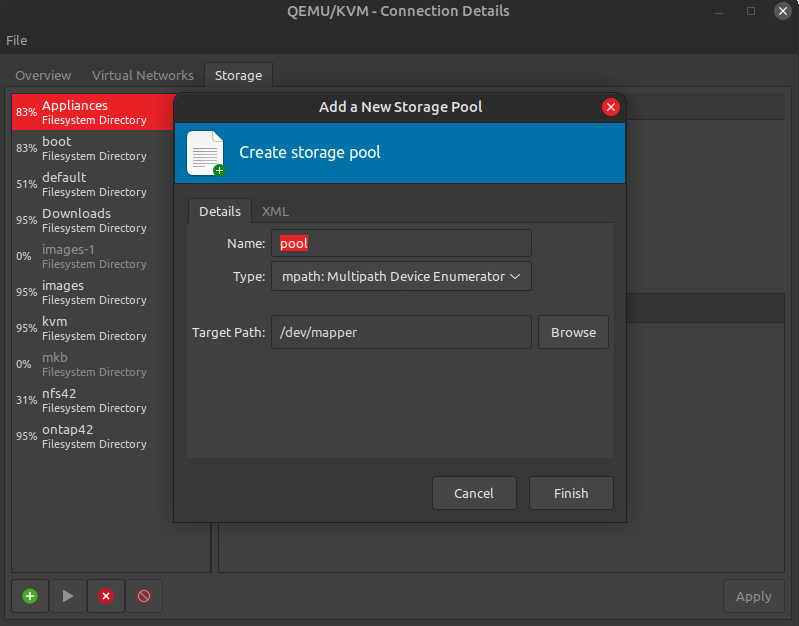 QEMU/KVM - Connection Details
File
Overview Virtual Networks Storage
83% Appliances
Filesystem Directory
83% boot
Filesystem Directory
51% default
Filesystem Directory
95% Downloads
Filesystem Directory
0% images-1
Filesystem Directory
95% images
Filesystem Directory
95% kvm
Filesystem Directory
0% mkb
Filesystem Directory
31% nfs42
Filesystem Directory
95% ontap42
Filesystem Directory
Add a New Storage Pool
Create storage pool
Details XML
Name: pool
Type: mpath: Multipath Device Enumerator
Target Path: /dev/mapper Browse
Cancel Finish
Apply